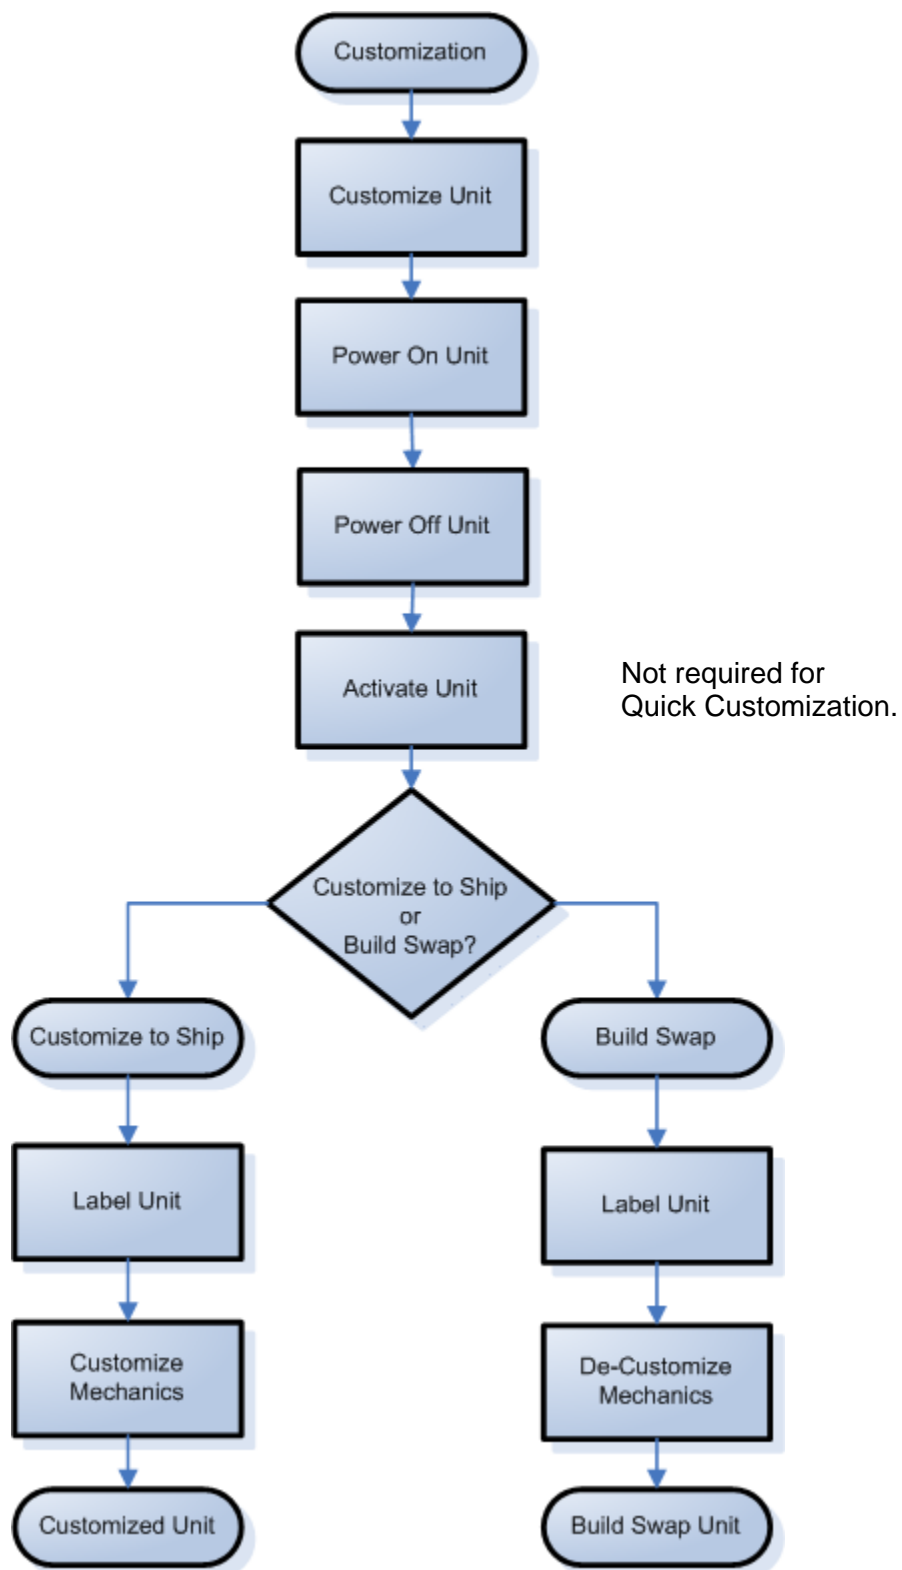 Customization
Customize Unit
Power On Unit
Power Off Unit
Activate Unit
Not required for
Quick Customization.
Customize to Ship
or
Build Swap?
Customize to Ship
Build Swap
Label Unit
Label Unit
Customize
Mechanics
De-Customize
Mechanics
Customized Unit
Build Swap Unit